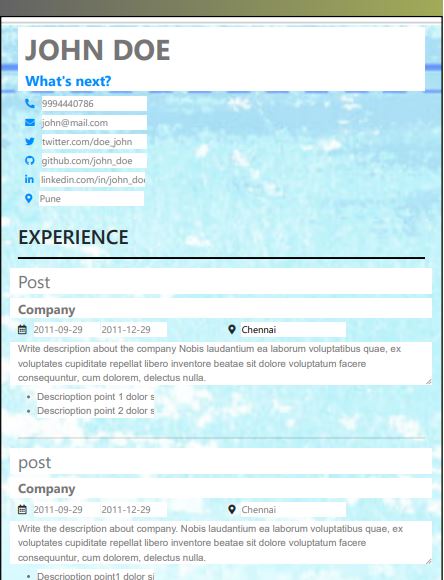 JOHN DOE
What's next?
9994440786
john@mail.com
twitter.com/doe_john
github.com/john_doe
linkedin.com/in/john_do
Pune
EXPERIENCE
Post
Company
2011-09-29 2011-12-29 Chennai
Write descrioption about the company Nobis laudantium ea laborum voluptatibus quae, ex
voluptates cupiditate repellat libero inventore beatae sit dolore voluptatum facere
consequuntur, cum dolorem, delectus nulla.
• Descrioption point 1 dolor s
• Descrioption point 2 dolor s
post
Company
2011-09-29 2011-12-29 Chennai
Write the description about company. Nobis laudantium ea laborum voluptatibus quae, ex
voluptates cupiditate repellat libero inventore beatae sit dolore voluptatum facere
consequuntur, cum dolorem, delectus nulla.
• Descrioption point1 dolor si